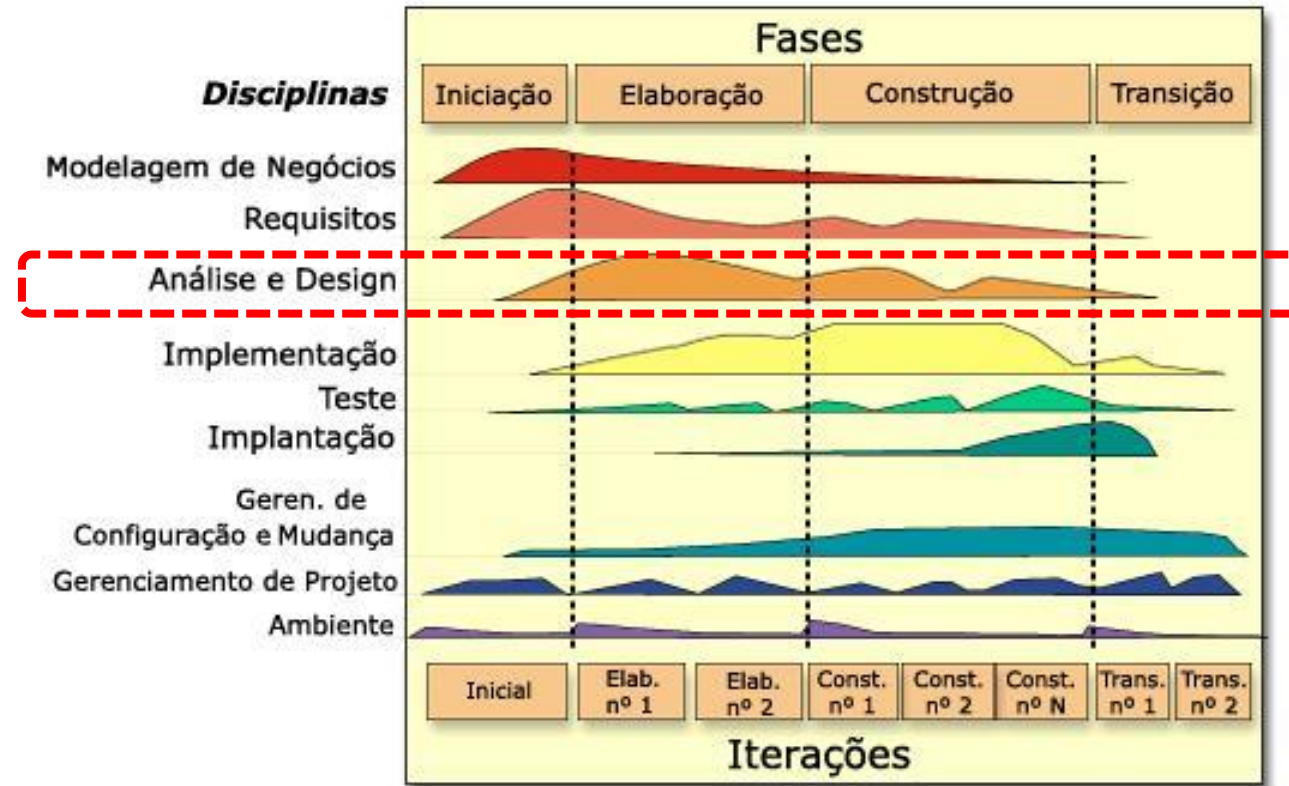 Fases
Disciplinas
Iniciação
Elaboração
Construção
Transição
Modelagem de Negócios
Requisitos
Análise e Design
Implementação
Teste
Implantação
Geren. de
Configuração e Mudança
Gerenciamento de Projeto
Ambiente
Inicial
Elab.
nº 1
Elab.
nº 2
Const.
nº 1
Const.
nº 2
Const.
nº N
Trans.
nº 1
Trans.
nº 2
Iterações